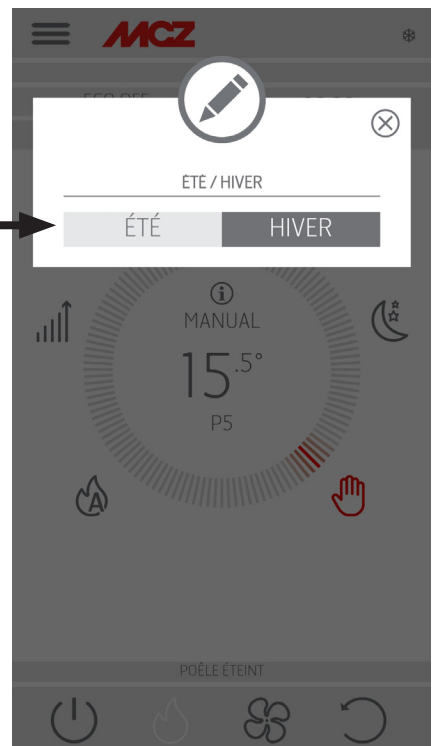 MCZ
ÉTÉ / HIVER
ÉTÉ HIVER
MANUAL
15.5°
P5
A
POÊLE ÉTEINT